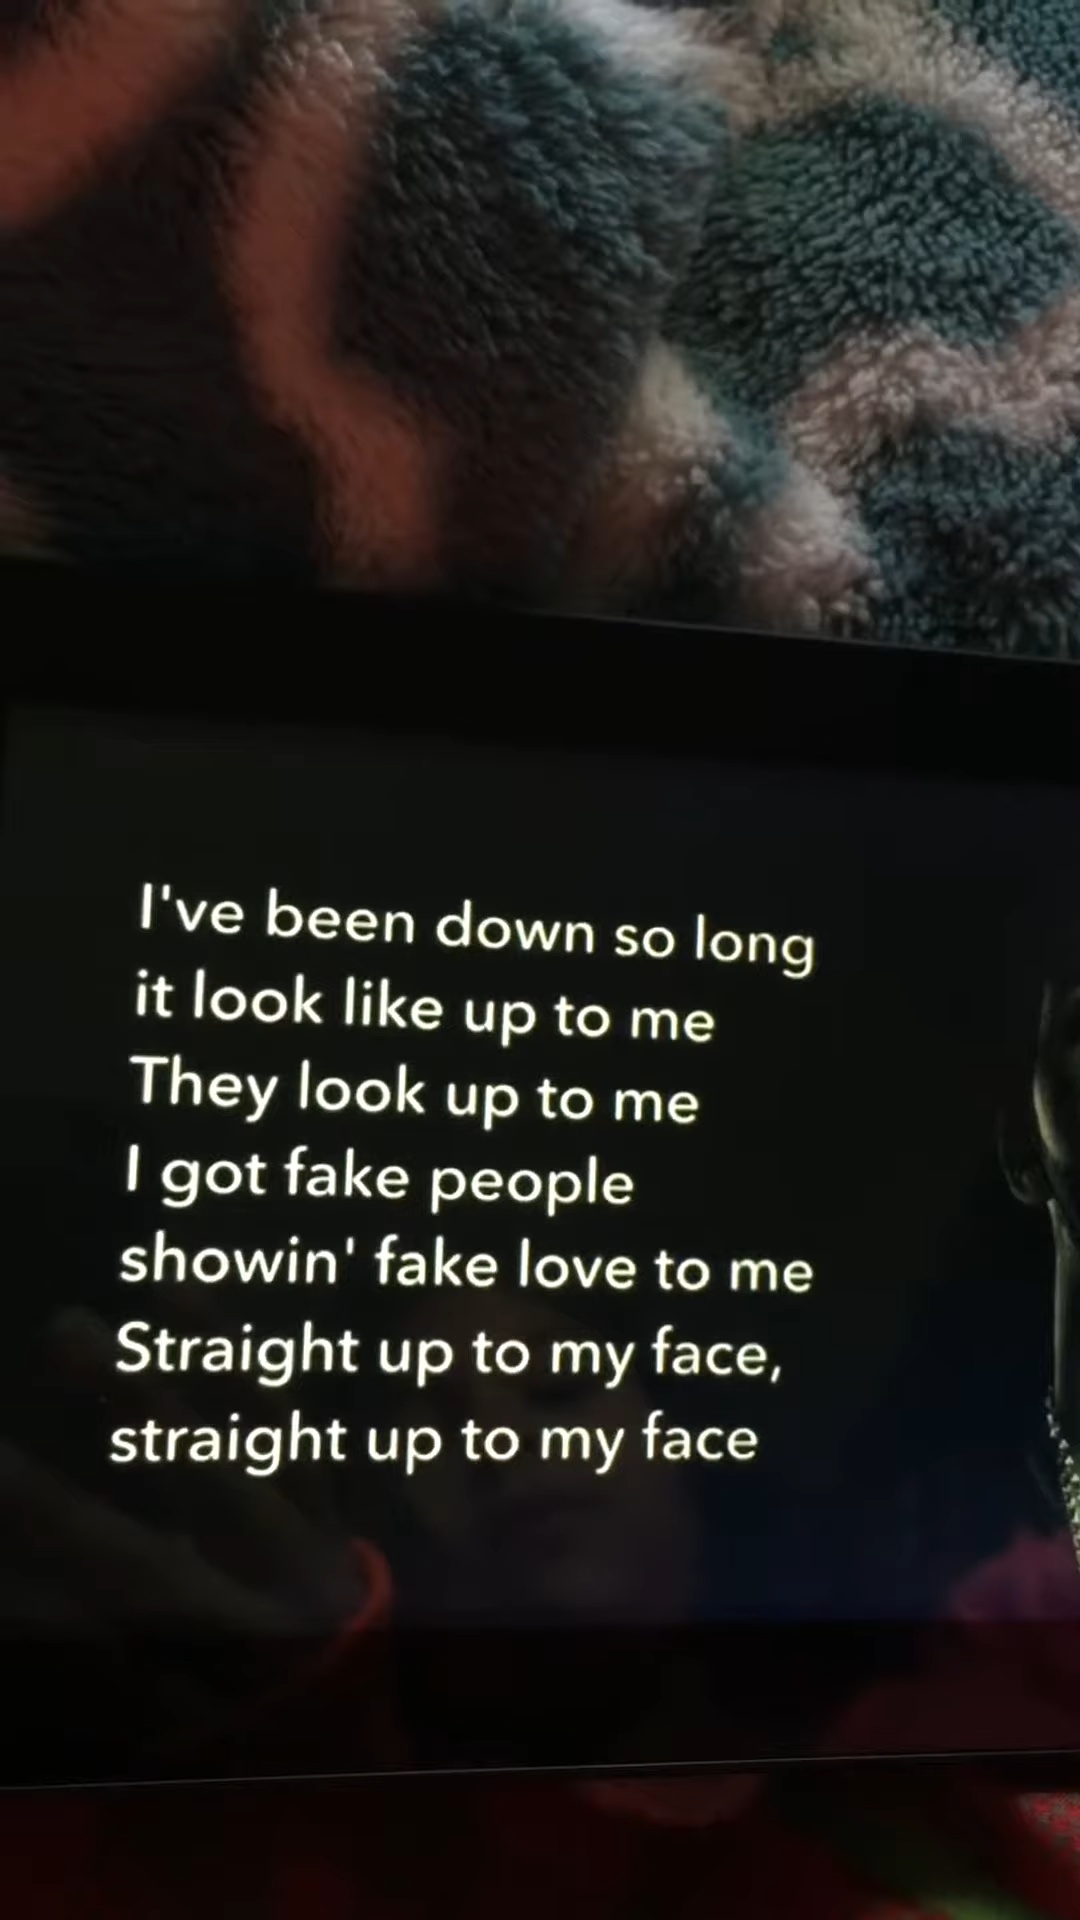 I've been down so long
it look like up to me
They look up to me
I got fake people
showin' fake love to me
Straight up to my face,
straight up to my face